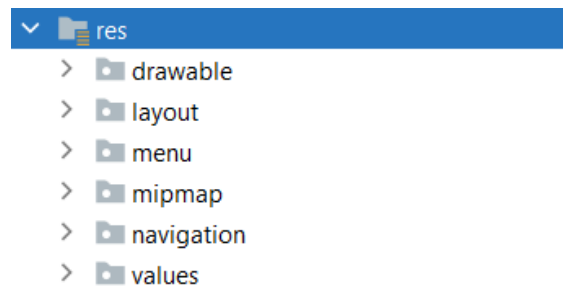 res
drawable
layout
menu
mipmap
navigation
values